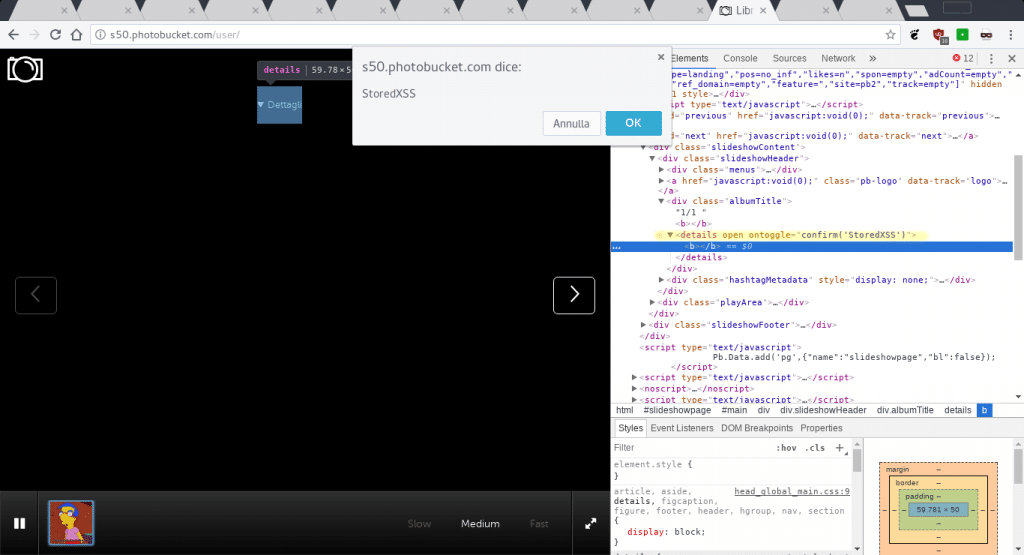 Libr
s50.photobucket.com/user/
10
details | 59.78×5
Dettagli
s50.photobucket.com dice:
StoredXSS
Annulla
OK
Elements
Console
Sources
Network
»
12
pe=landing","pos=no_inf","likes=n","spon=empty","adCount=empty","
"ref_domain=empty","feature=","site=pb2","track=empty"]' hidden
1 style>…</div>
ript type="text/javascript">…</script>
d="previous" href="javascript:void(0);" data-track="previous">…
d="next" href="javascript:void(0);" data-track="next">…</a>
<div class="slideshowContent">
<div class="slideshowHeader">
<div class="menus">…</div>
<a href="javascript:void(0);" class="pb-logo" data-track="logo">…
</a>
<div class="albumTitle">
"1/1 "
<b></b>
<details open ontoggle="confirm('StoredXSS')">
… <b></b> == $0
</details>
</div>
<div class="hashtagMetadata" style="display: none;">…</div>
</div>
<div class="playArea">…</div>
</div>
<div class="slideshowFooter">…</div>
</div>
<script type="text/javascript">
Pb.Data.add('pg',{"name":"slideshowpage","bl":false});
</script>
<script type="text/javascript">…</script>
<noscript>…</noscript>
<script type="text/javascript">…</script>
html #slideshowpage #main div div.slideshowHeader div.albumTitle details b
Styles Event Listeners DOM Breakpoints Properties
Filter :hov .cls +
element.style {
}
article, aside, head_global_main.css:9
details, figcaption,
figure, footer, header, hgroup, nav, section
{
display: block;
}
margin –
border –
padding –
– – – 59.781 × 50 – – –
–
–
Slow Medium Fast